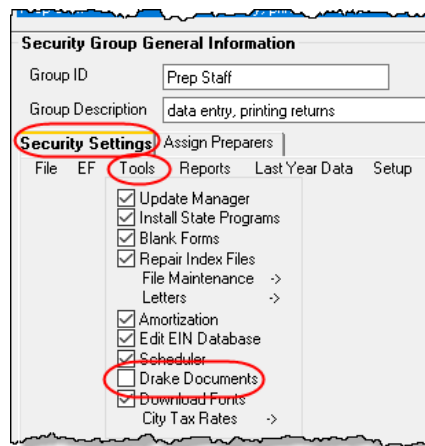 Security Group General Information
Group ID Prep Staff
Group Description data entry, printing returns
Security Settings Assign Preparers
File EF Tools Reports Last Year Data Setup
Update Manager
Install State Programs
Blank Forms
Repair Index Files
File Maintenance ->
Letters ->
Amortization
Edit EIN Database
Scheduler
Drake Documents
Download Fonts
City Tax Rates ->